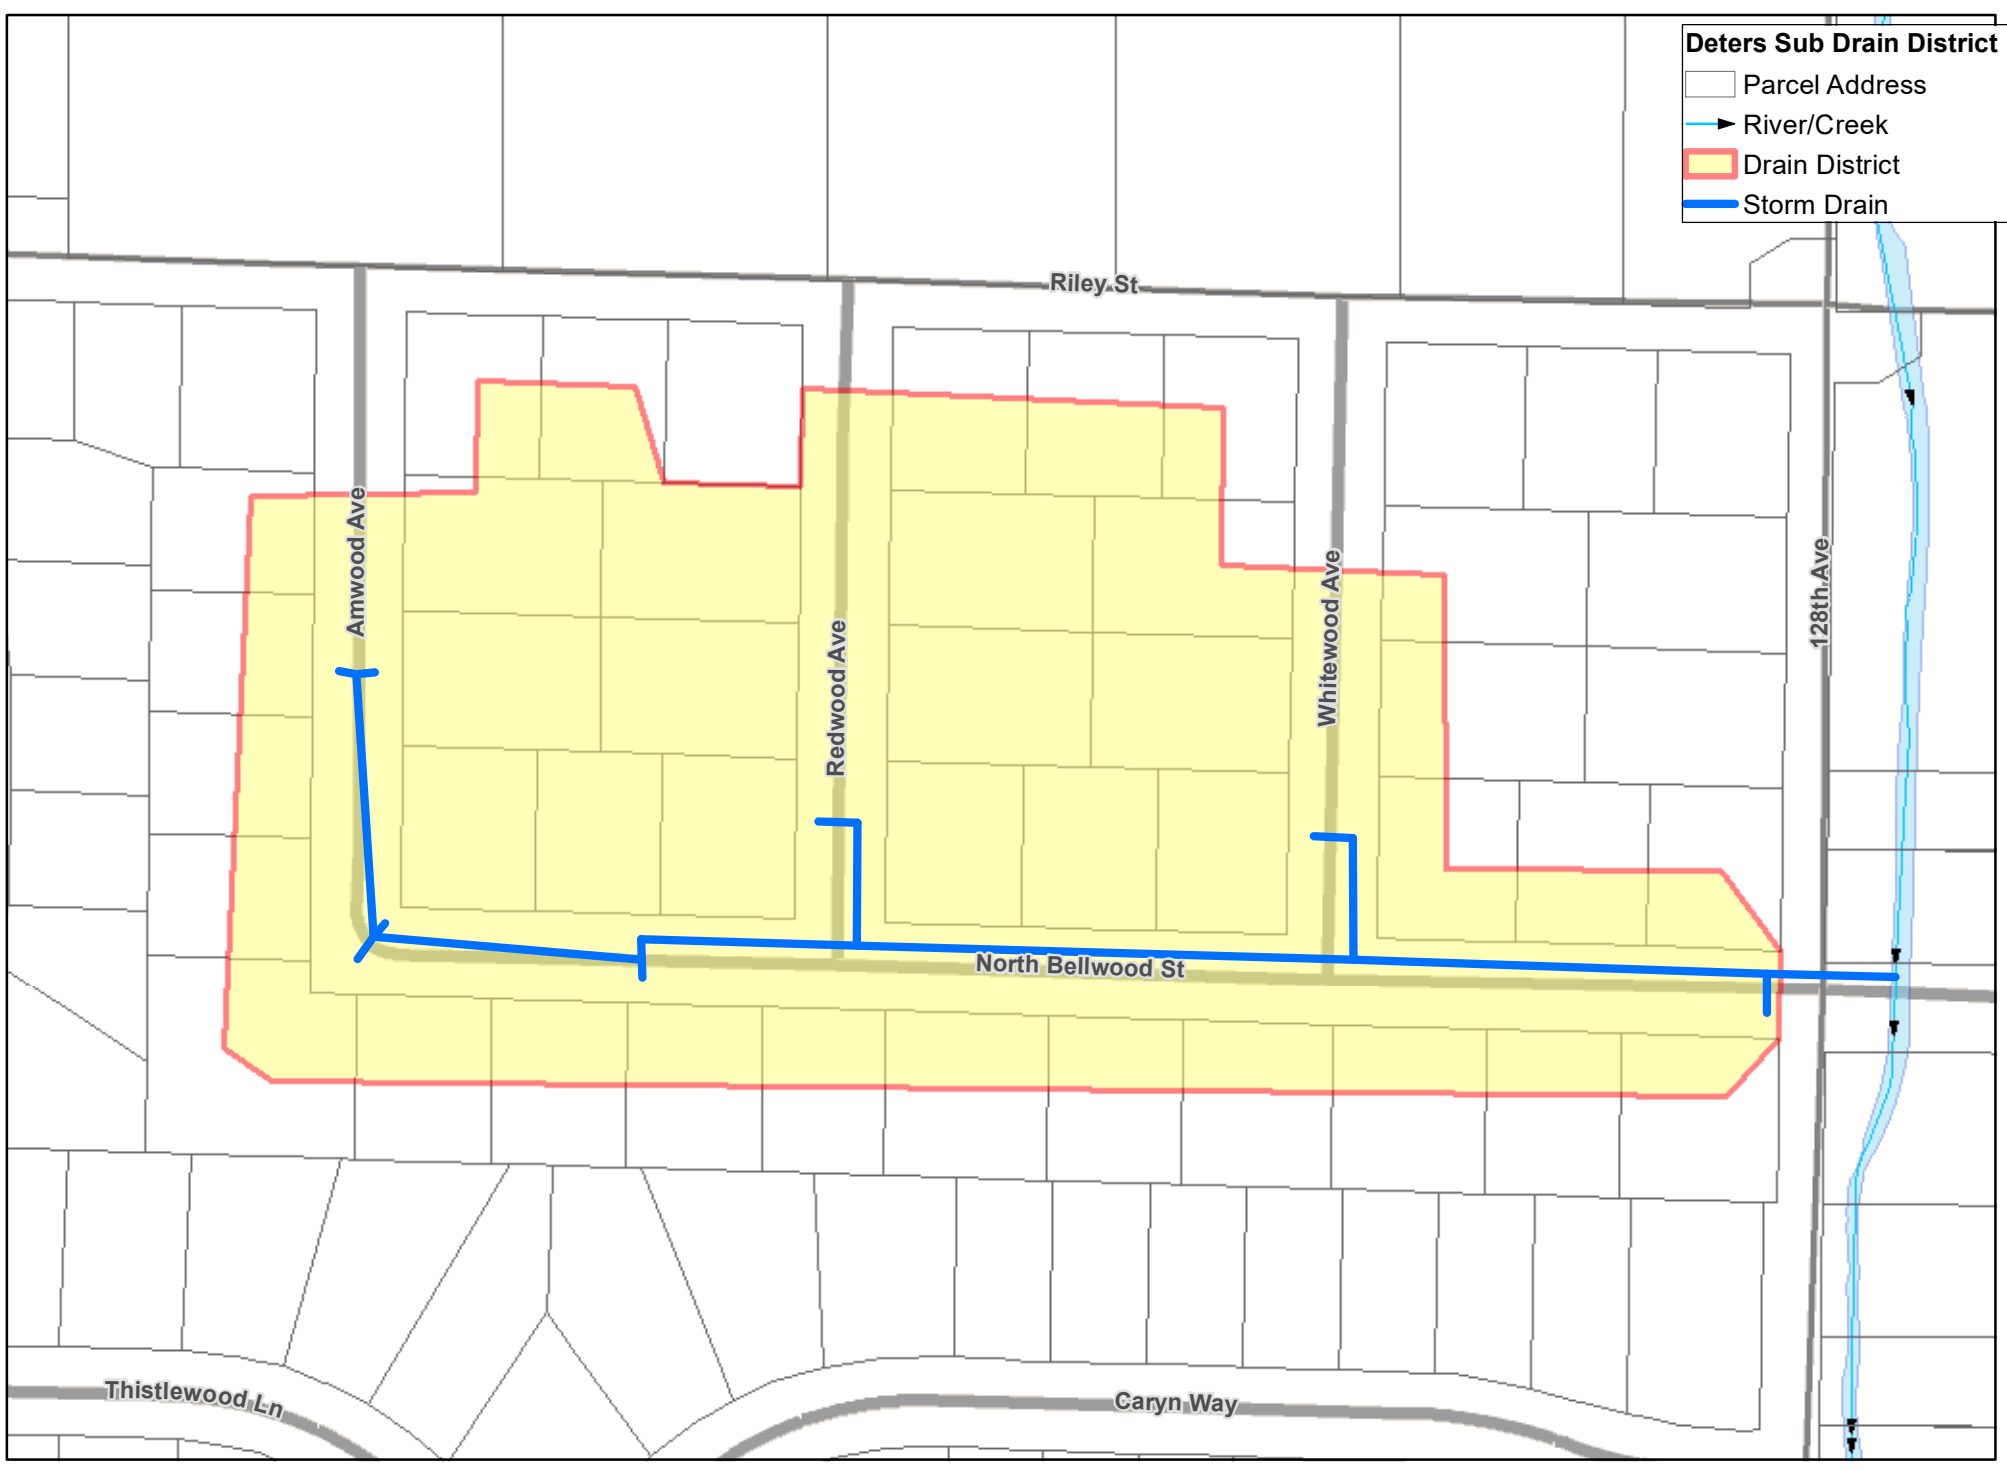 Deters Sub Drain District
Parcel Address
River/Creek
Drain District
Storm Drain
Riley St
Amwood Ave
Redwood Ave
Whitewood Ave
128th Ave
North Bellwood St
Thistlewood Ln
Caryn Way